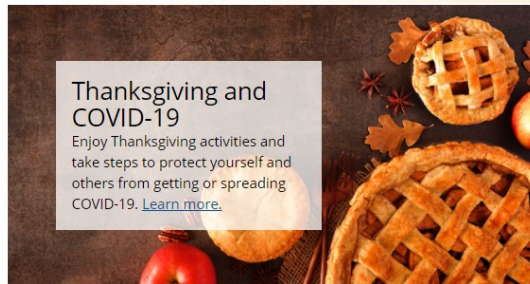 Thanksgiving and
COVID-19
Enjoy Thanksgiving activities and
take steps to protect yourself and
others from getting or spreading
COVID-19. Learn more.